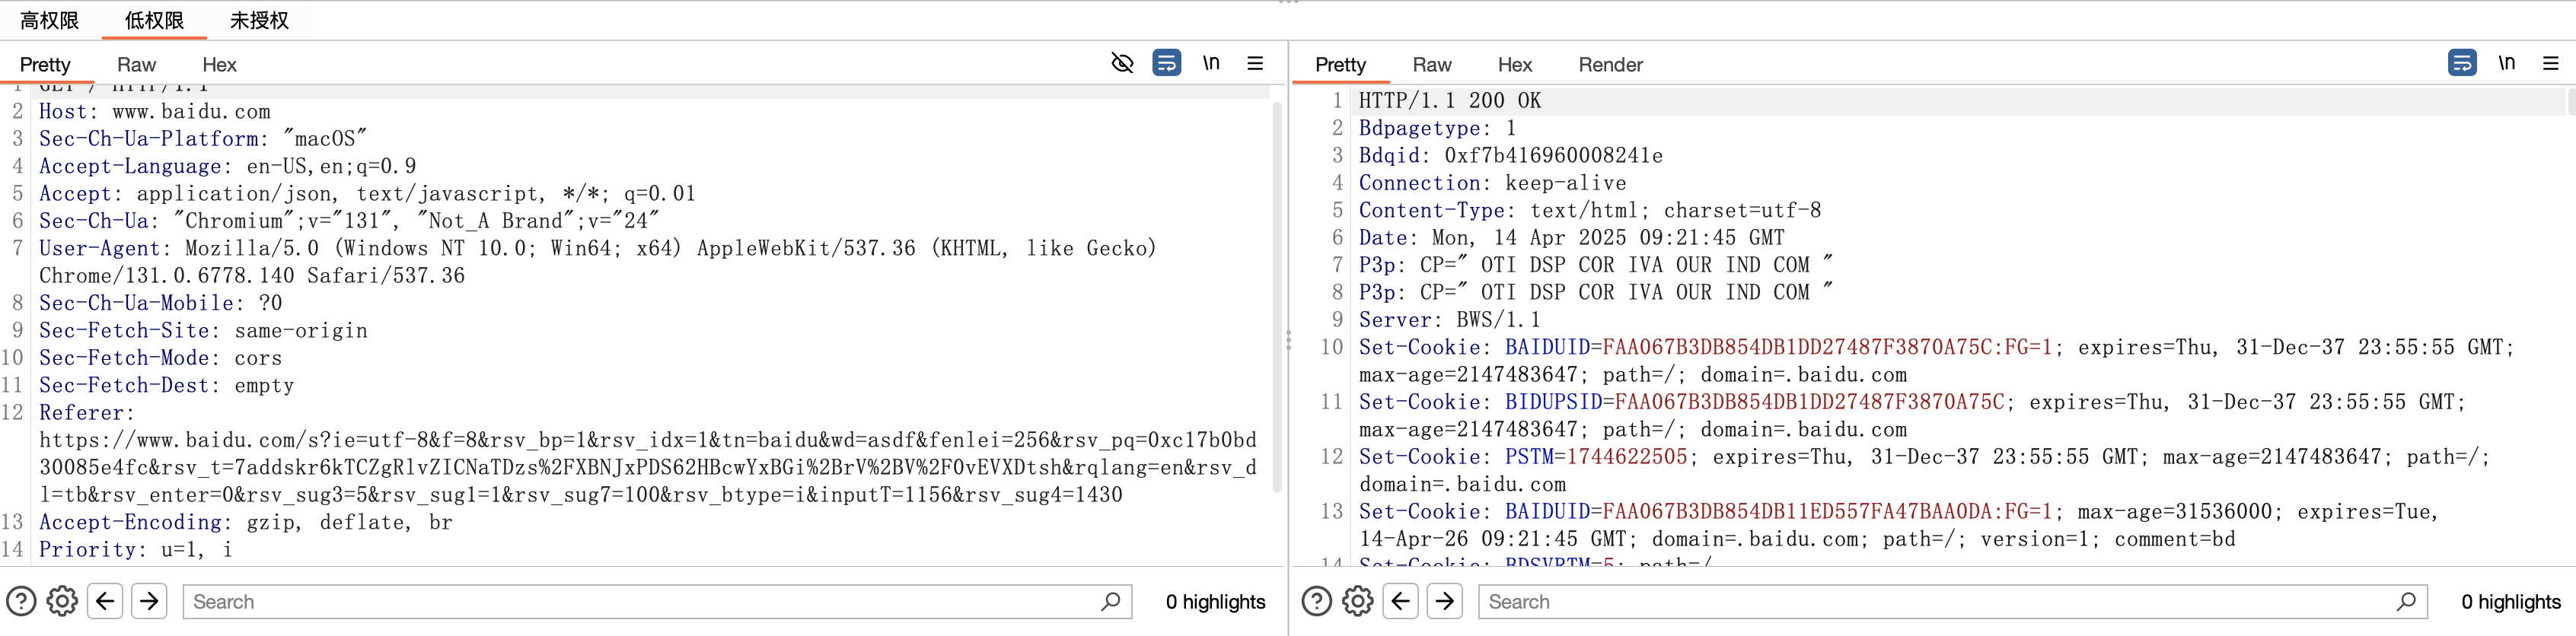 高权限 低权限 未授权
Pretty Raw Hex \n
1 GET / HTTP/1.1
2 Host: www.baidu.com
3 Sec-Ch-Ua-Platform: "macOS"
4 Accept-Language: en-US,en;q=0.9
5 Accept: application/json, text/javascript, */*; q=0.01
6 Sec-Ch-Ua: "Chromium";v="131", "Not_A Brand";v="24"
7 User-Agent: Mozilla/5.0 (Windows NT 10.0; Win64; x64) AppleWebKit/537.36 (KHTML, like Gecko)
Chrome/131.0.6778.140 Safari/537.36
8 Sec-Ch-Ua-Mobile: ?0
9 Sec-Fetch-Site: same-origin
10 Sec-Fetch-Mode: cors
11 Sec-Fetch-Dest: empty
12 Referer:
https://www.baidu.com/s?ie=utf-8&f=8&rsv_bp=1&rsv_idx=1&tn=baidu&wd=asdf&fenlei=256&rsv_pq=0xc17b0bd
30085e4fc&rsv_t=7addskr6kTCZgRlvZICNaTDzs%2FXBNJxPDS62HBcwYxBGi%2BrV%2BV%2F0vEVXDtsh&rqlang=en&rsv_d
l=tb&rsv_enter=0&rsv_sug3=5&rsv_sug1=1&rsv_sug7=100&rsv_btype=i&inputT=1156&rsv_sug4=1430
13 Accept-Encoding: gzip, deflate, br
14 Priority: u=1, i
Search 0 highlights
Pretty Raw Hex Render \n
1 HTTP/1.1 200 OK
2 Bdpagetype: 1
3 Bdqid: 0xf7b416960008241e
4 Connection: keep-alive
5 Content-Type: text/html; charset=utf-8
6 Date: Mon, 14 Apr 2025 09:21:45 GMT
7 P3p: CP=" OTI DSP COR IVA OUR IND COM "
8 P3p: CP=" OTI DSP COR IVA OUR IND COM "
9 Server: BWS/1.1
10 Set-Cookie: BAIDUID=FAA067B3DB854DB1DD27487F3870A75C:FG=1; expires=Thu, 31-Dec-37 23:55:55 GMT;
max-age=2147483647; path=/; domain=.baidu.com
11 Set-Cookie: BIDUPSID=FAA067B3DB854DB1DD27487F3870A75C; expires=Thu, 31-Dec-37 23:55:55 GMT;
max-age=2147483647; path=/; domain=.baidu.com
12 Set-Cookie: PSTM=1744622505; expires=Thu, 31-Dec-37 23:55:55 GMT; max-age=2147483647; path=/;
domain=.baidu.com
13 Set-Cookie: BAIDUID=FAA067B3DB854DB11ED557FA47BAA0DA:FG=1; max-age=31536000; expires=Tue,
14-Apr-26 09:21:45 GMT; domain=.baidu.com; path=/; version=1; comment=bd
14 Set-Cookie: BDSVRTM=5; path=/
Search 0 highlights